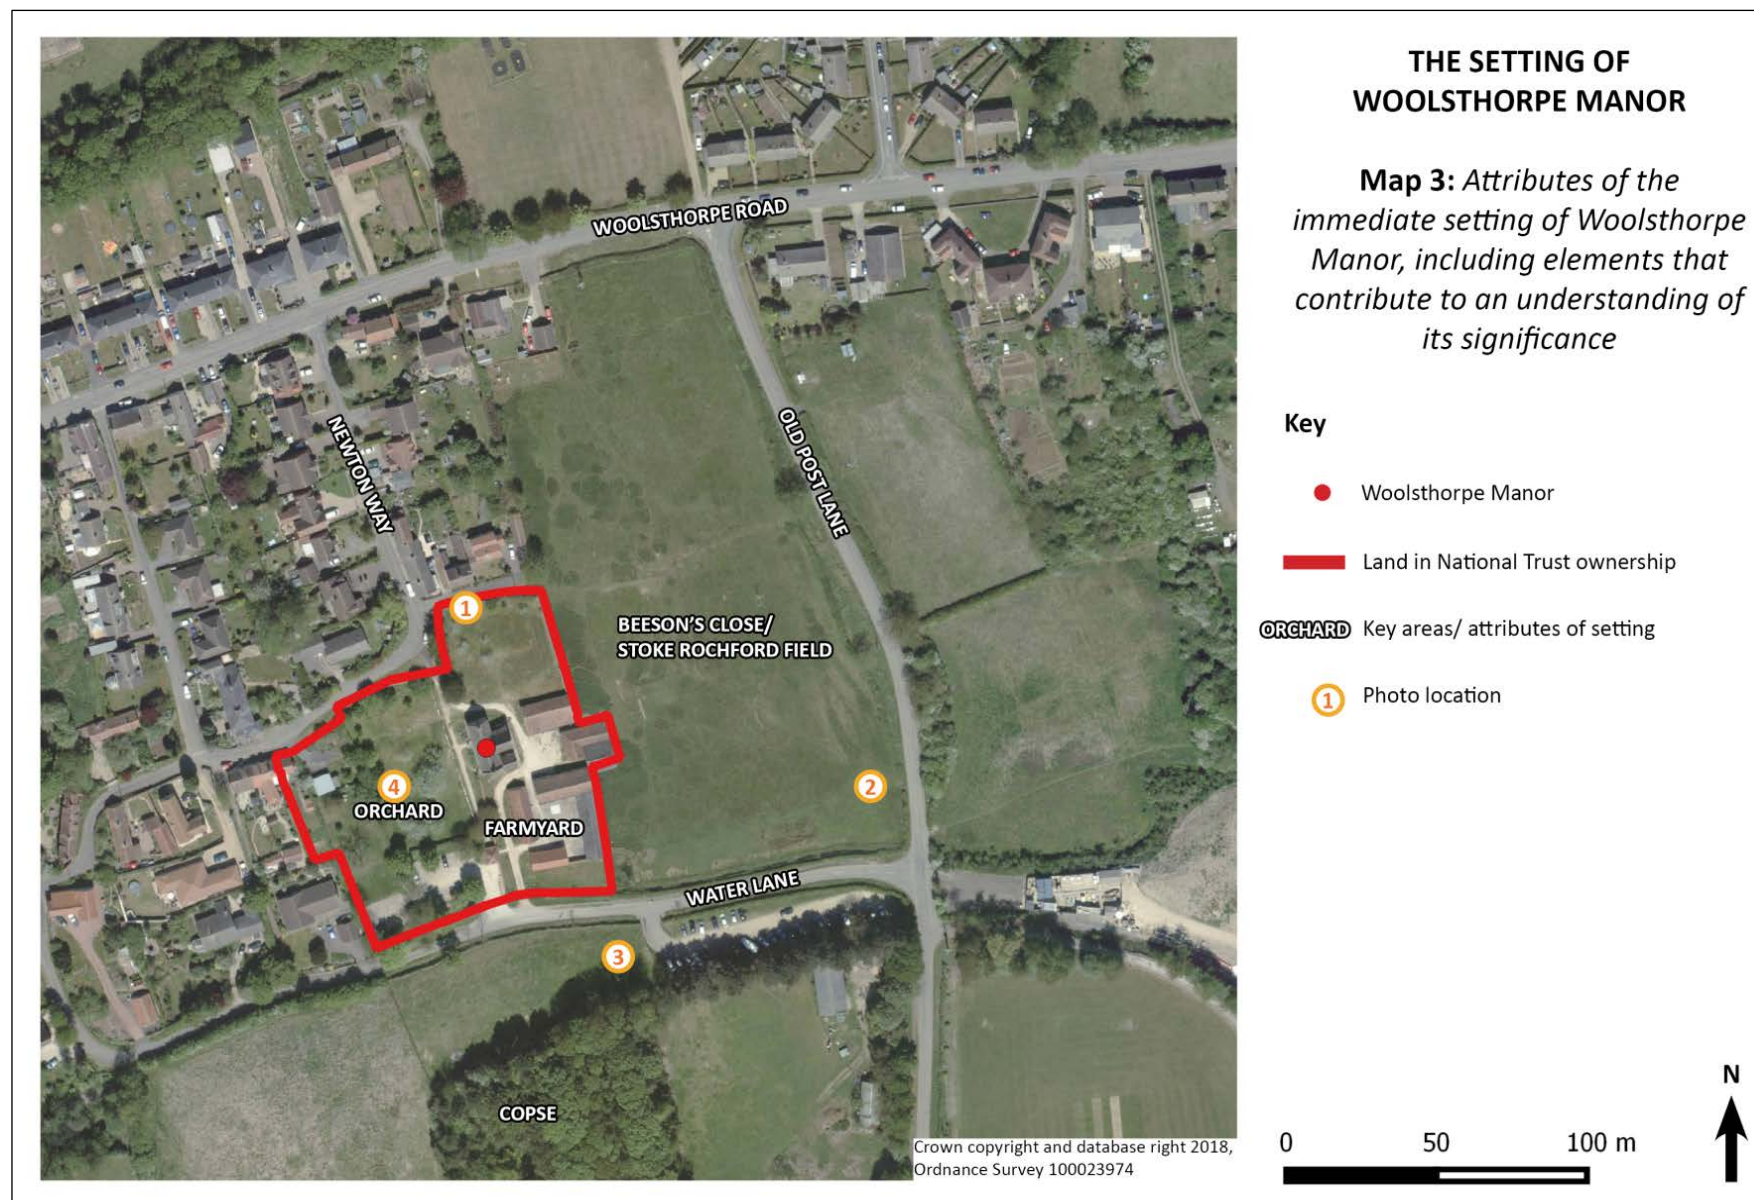 THE SETTING OF
WOOLSTHORPE MANOR
Map 3: Attributes of the
immediate setting of Woolsthorpe
Manor, including elements that
contribute to an understanding of
its significance
Key
Woolsthorpe Manor
Land in National Trust ownership
ORCHARD Key areas/ attributes of setting
1 Photo location
WOOLSTHORPE ROAD
NEWTON WAY
OLD POST LANE
1
BEESON'S CLOSE/
STOKE ROCHFORD FIELD
2
4
ORCHARD
FARMYARD
WATER LANE
3
COPSE
Crown copyright and database right 2018,
Ordnance Survey 100023974
N
0 50 100 m